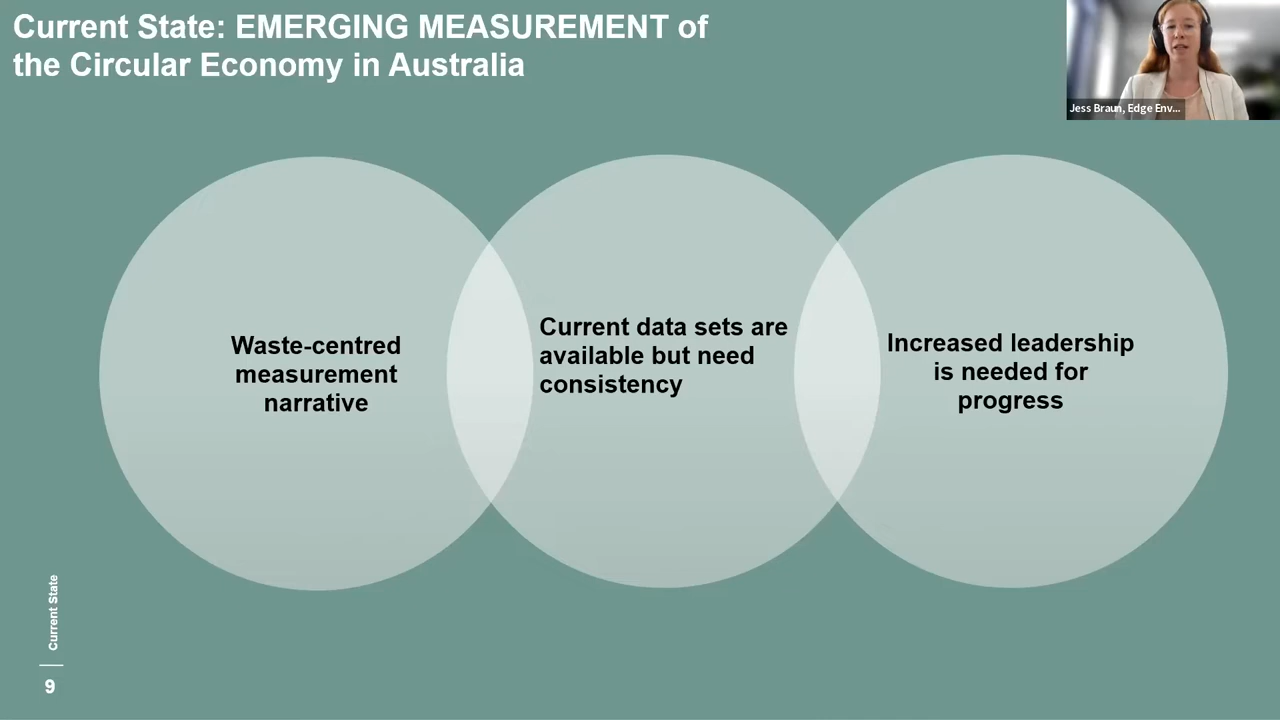 Current State: EMERGING MEASUREMENT of
the Circular Economy in Australia
Jess Braun, Edge Env...
Waste-centred
measurement
narrative
Current data sets are
available but need
consistency
Increased leadership
is needed for
progress
Current State
9